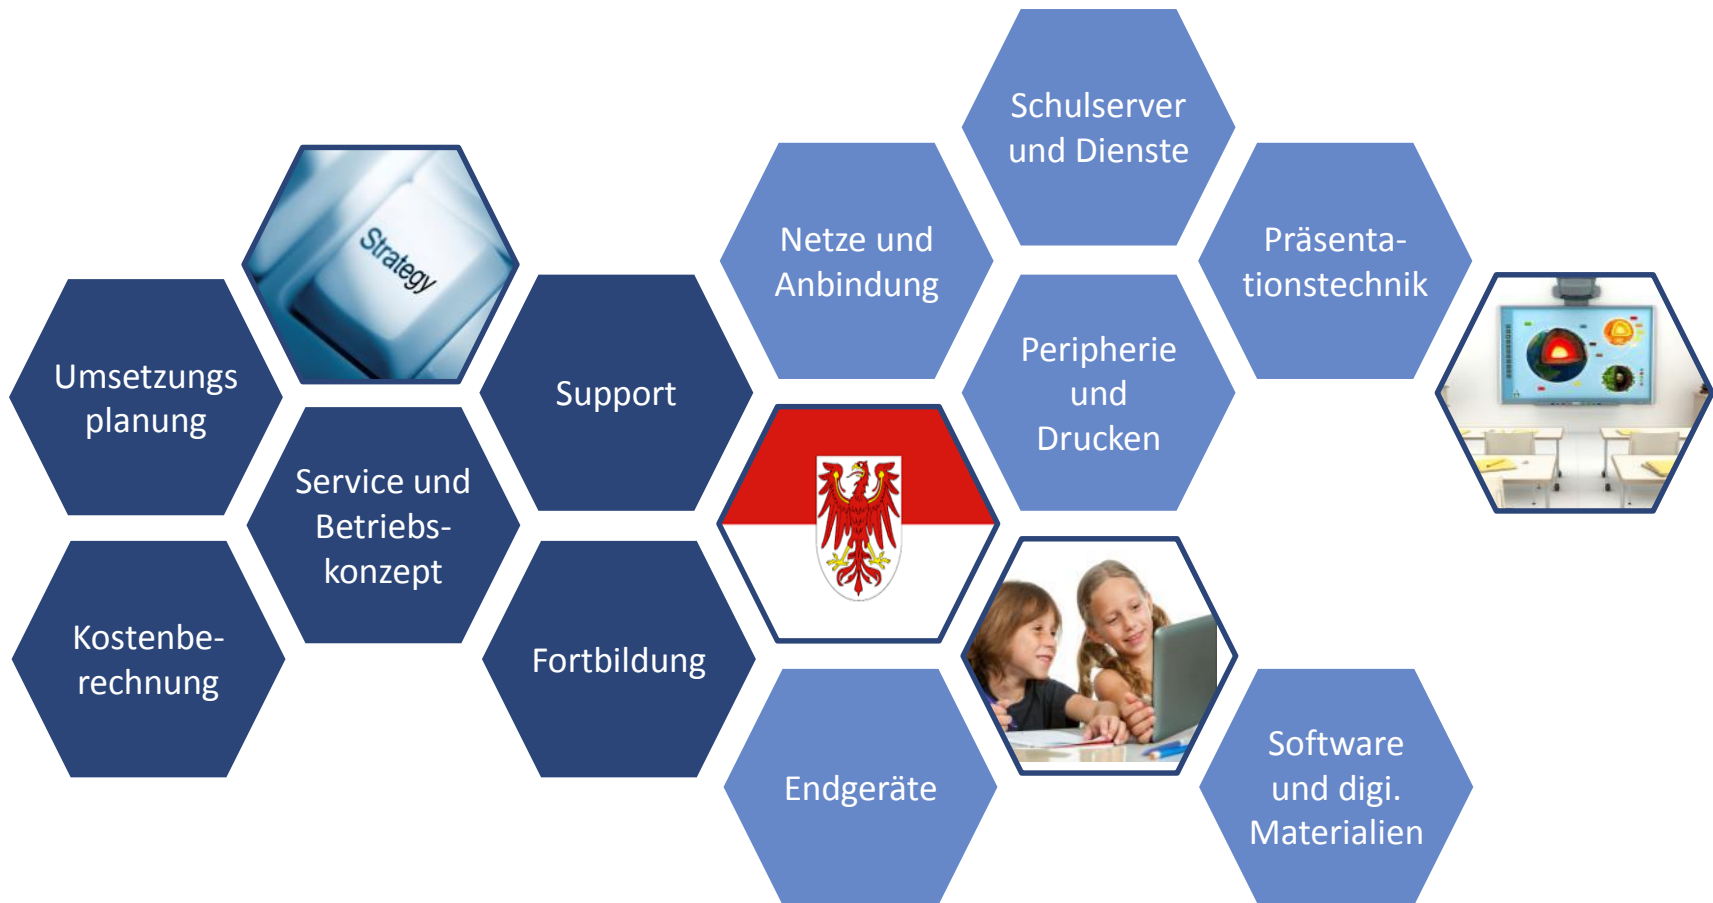 Schulserver
und Dienste
Netze und
Anbindung
Präsenta-
tionstechnik
Strategy
Umsetzungs
planung
Support
Peripherie
und
Drucken
Service und
Betriebs-
konzept
Kostenbe-
rechnung
Fortbildung
Endgeräte
Software
und digi.
Materialien